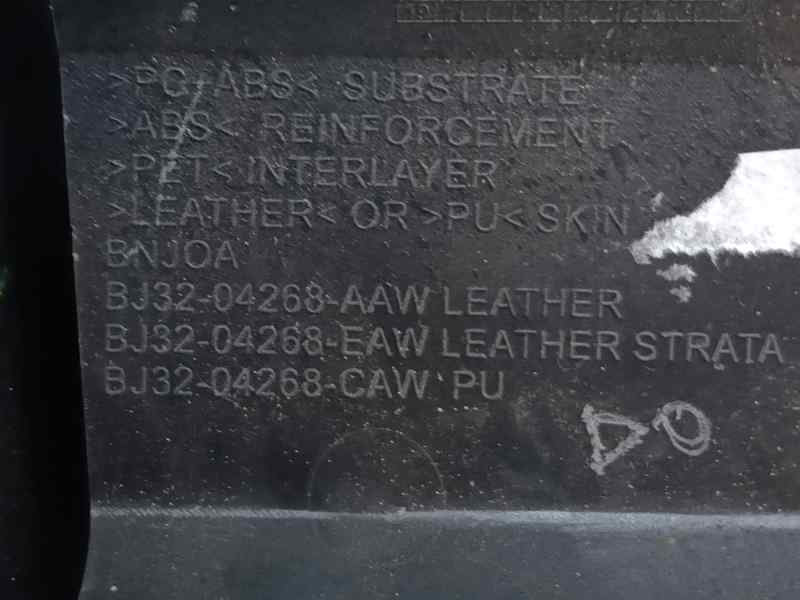 >PC+ABS< SUBSTRATE
>ABS< REINFORCEMENT
>PET< INTERLAYER
>LEATHER< OR >PU< SKIN
BNJOA
BJ32-04268-AAW LEATHER
BJ32-04268-EAW LEATHER STRATA
BJ32-04268-CAW PU